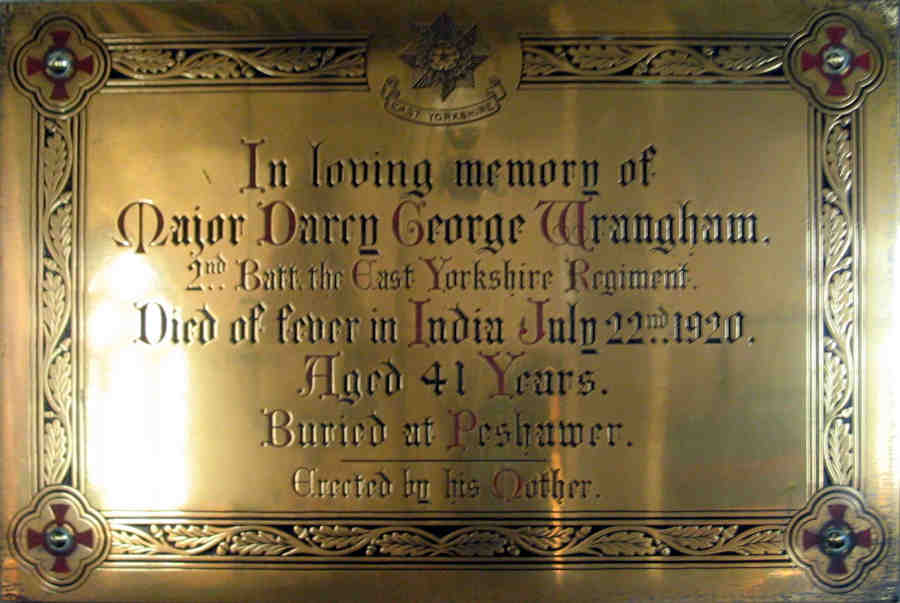 EAST YORKSHIRE
In loving memory of
Major Darcy George Wrangham.
2nd. Batt. the East Yorkshire Regiment.
Died of fever in India July 22nd. 1920.
Aged 41 Years.
Buried at Peshawer.
Erected by his Mother.